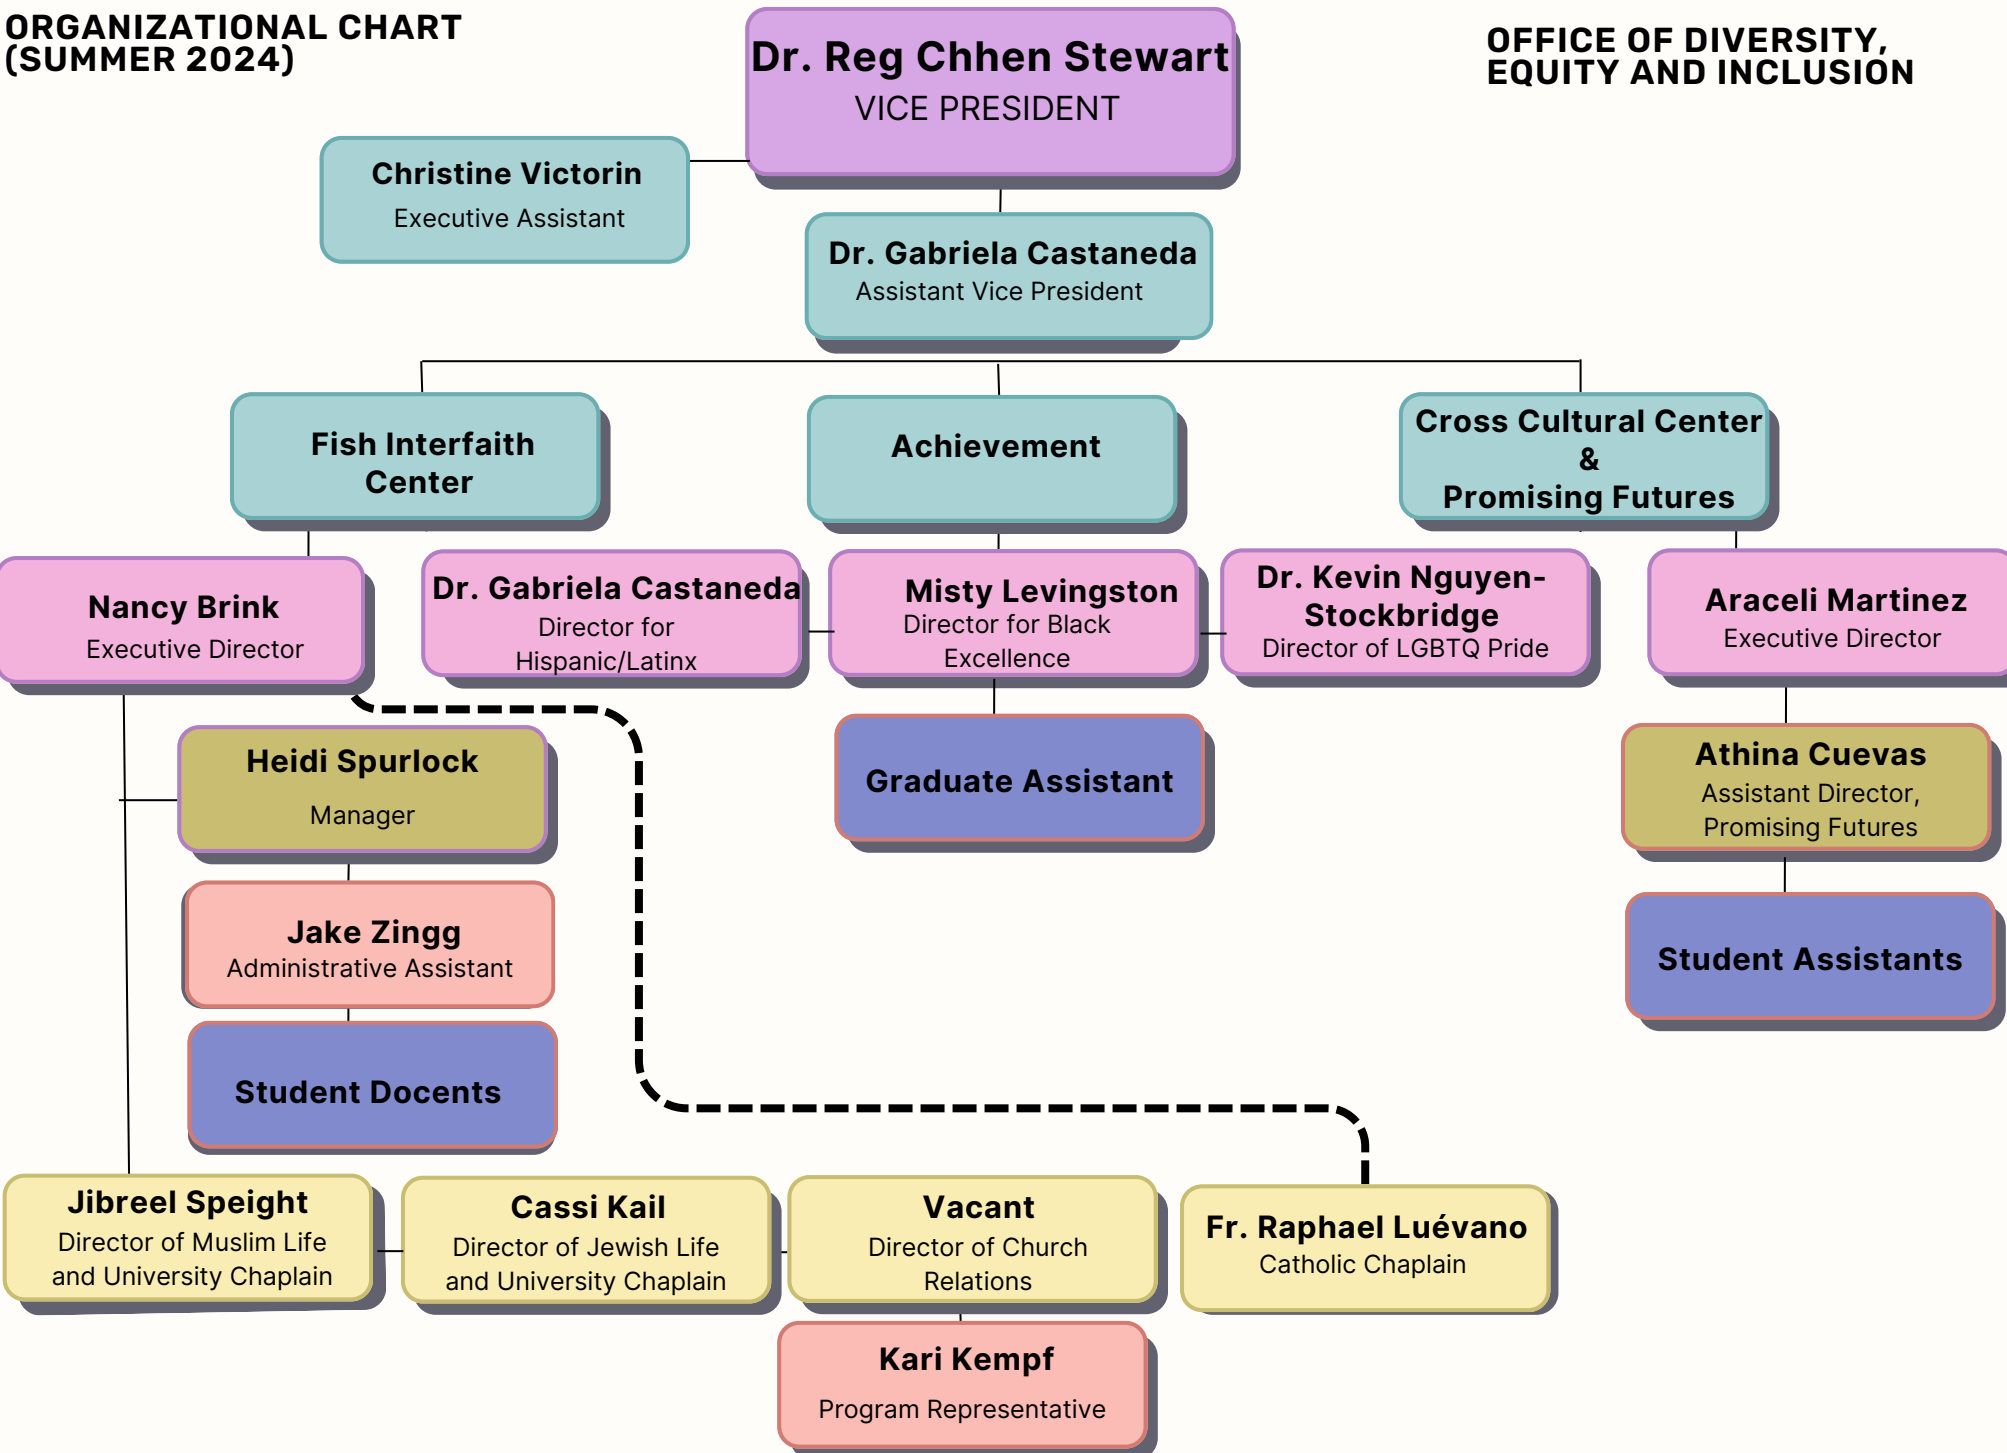 ORGANIZATIONAL CHART
(SUMMER 2024)
OFFICE OF DIVERSITY,
EQUITY AND INCLUSION
Dr. Reg Chhen Stewart
VICE PRESIDENT
Christine Victorin
Executive Assistant
Dr. Gabriela Castaneda
Assistant Vice President
Fish Interfaith
Center
Achievement
Cross Cultural Center
&
Promising Futures
Nancy Brink
Executive Director
Dr. Gabriela Castaneda
Director for
Hispanic/Latinx
Misty Levingston
Director for Black
Excellence
Dr. Kevin Nguyen-
Stockbridge
Director of LGBTQ Pride
Araceli Martinez
Executive Director
Heidi Spurlock
Manager
Graduate Assistant
Athina Cuevas
Assistant Director,
Promising Futures
Jake Zingg
Administrative Assistant
Student Assistants
Student Docents
Jibreel Speight
Director of Muslim Life
and University Chaplain
Cassi Kail
Director of Jewish Life
and University Chaplain
Vacant
Director of Church
Relations
Fr. Raphael Luévano
Catholic Chaplain
Kari Kempf
Program Representative